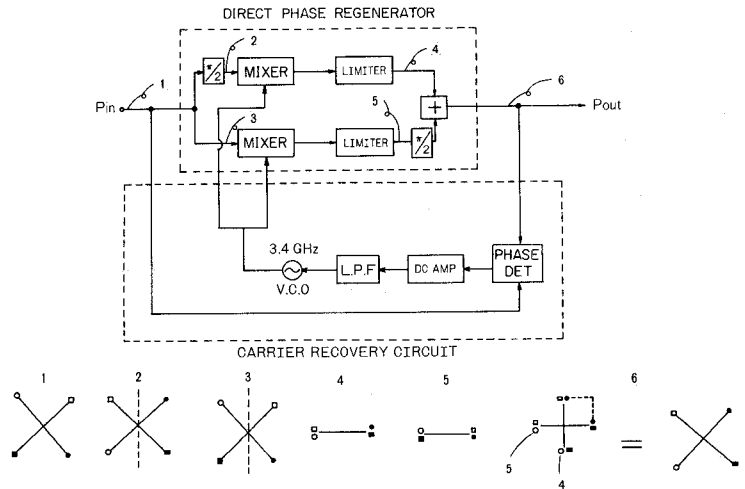 DIRECT PHASE REGENERATOR
2
4
1
π/2
MIXER
LIMITER
6
Pin
+
Pout
3
5
MIXER
LIMITER
π/2
3.4 GHz
PHASE
DET
L.P.F
DC AMP
V.C.O
CARRIER RECOVERY CIRCUIT
1
2
3
4
5
6
=
5
4